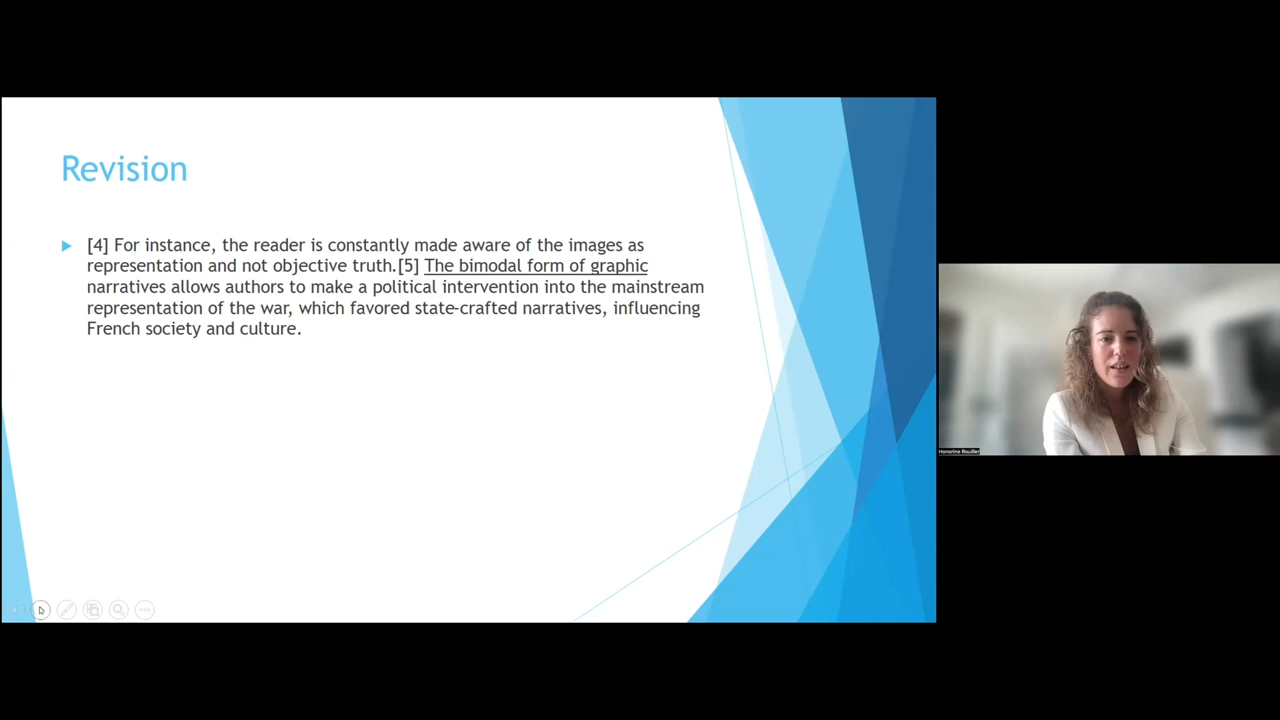 Revision
[4] For instance, the reader is constantly made aware of the images as
representation and not objective truth.[5] The bimodal form of graphic
narratives allows authors to make a political intervention into the mainstream
representation of the war, which favored state-crafted narratives, influencing
French society and culture.
Honorine Rouiller